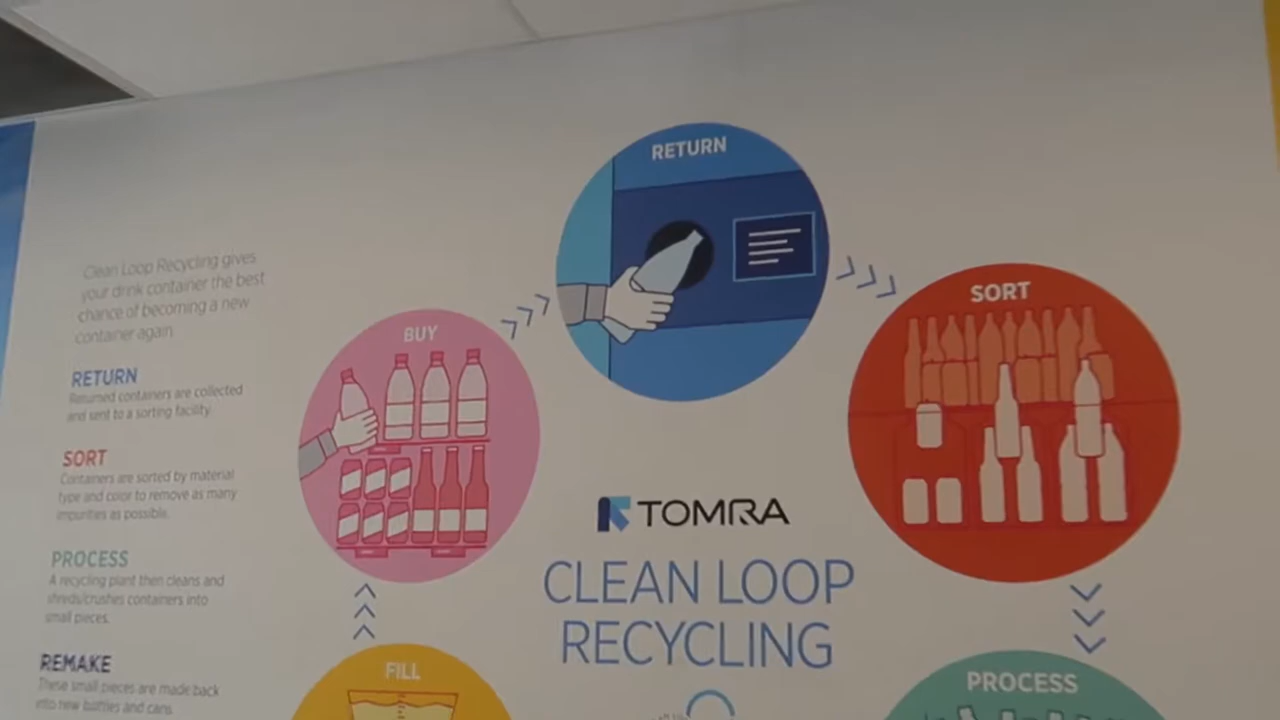 Clean Loop Recycling gives
your drink container the best
chance of becoming a new
container again.
RETURN
Returned containers are collected
and sent to a sorting facility.
SORT
Containers are sorted by material
type and color to remove as many
impurities as possible.
PROCESS
A recycling plant then cleans and
shreds/crushes containers into
small pieces.
REMAKE
These small pieces are made back
into new bottles and cans.
RETURN
BUY
SORT
TOMRA
CLEAN LOOP
RECYCLING
FILL
PROCESS